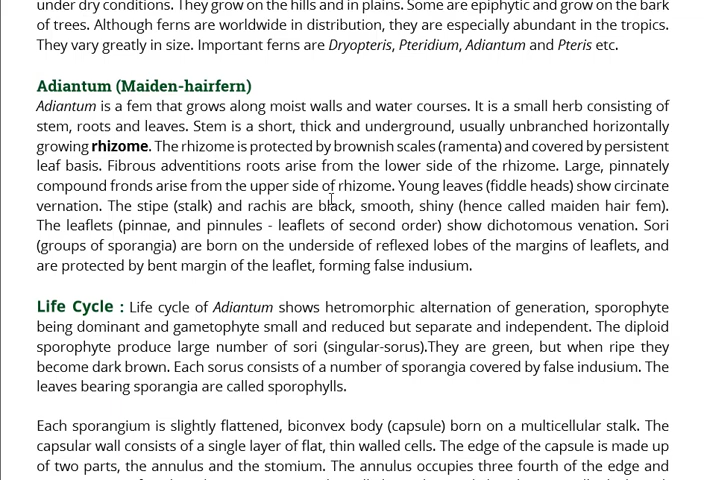 under dry conditions. They grow on the hills and in plains. Some are epiphytic and grow on the bark
of trees. Although ferns are worldwide in distribution, they are especially abundant in the tropics.
They vary greatly in size. Important ferns are Dryopteris, Pteridium, Adiantum and Pteris etc.
Adiantum (Maiden-hairfern)
Adiantum is a fem that grows along moist walls and water courses. It is a small herb consisting of
stem, roots and leaves. Stem is a short, thick and underground, usually unbranched horizontally
growing rhizome. The rhizome is protected by brownish scales (ramenta) and covered by persistent
leaf basis. Fibrous adventitions roots arise from the lower side of the rhizome. Large, pinnately
compound fronds arise from the upper side of rhizome. Young leaves (fiddle heads) show circinate
vernation. The stipe (stalk) and rachis are black, smooth, shiny (hence called maiden hair fem).
The leaflets (pinnae, and pinnules - leaflets of second order) show dichotomous venation. Sori
(groups of sporangia) are born on the underside of reflexed lobes of the margins of leaflets, and
are protected by bent margin of the leaflet, forming false indusium.
Life Cycle : Life cycle of Adiantum shows hetromorphic alternation of generation, sporophyte
being dominant and gametophyte small and reduced but separate and independent. The diploid
sporophyte produce large number of sori (singular-sorus).They are green, but when ripe they
become dark brown. Each sorus consists of a number of sporangia covered by false indusium. The
leaves bearing sporangia are called sporophylls.
Each sporangium is slightly flattened, biconvex body (capsule) born on a multicellular stalk. The
capsular wall consists of a single layer of flat, thin walled cells. The edge of the capsule is made up
of two parts, the annulus and the stomium. The annulus occupies three fourth of the edge and